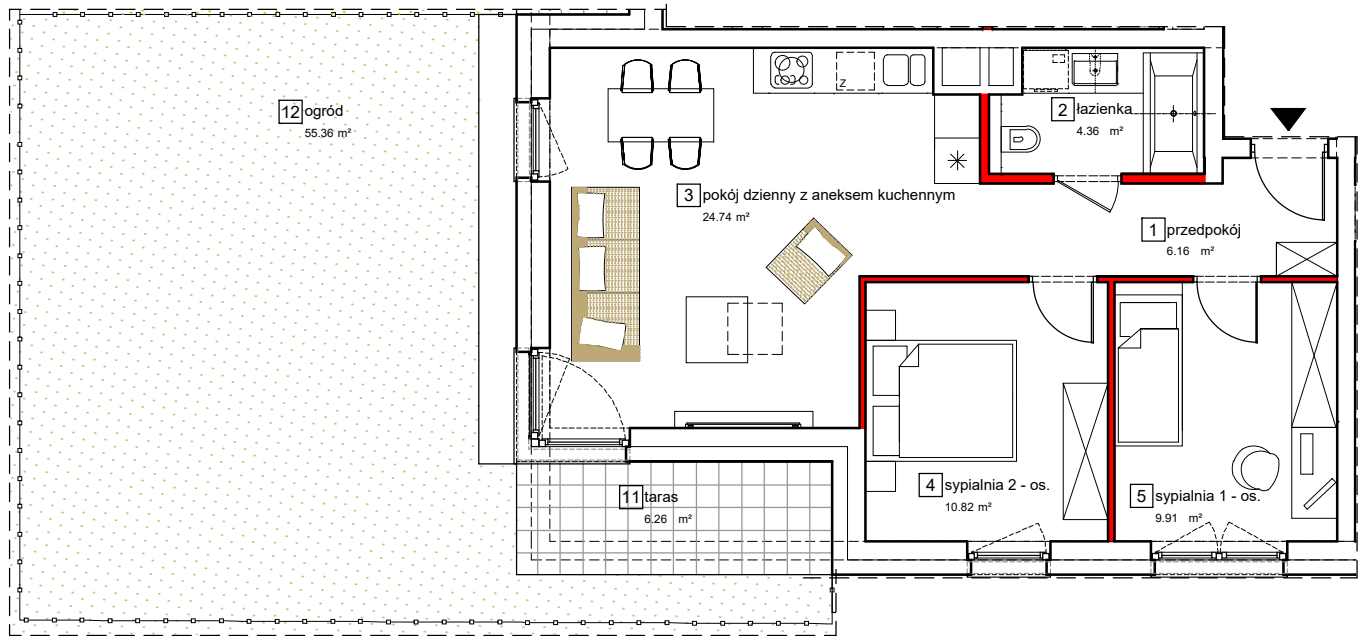 12 ogród
55.36 m²
Z
2 łazienka
4.36 m²
3 pokój dzienny z aneksem kuchennym
24.74 m²
1 przedpokój
6.16 m²
4 sypialnia 2 - os.
10.82 m²
5 sypialnia 1 - os.
9.91 m²
11 taras
6.26 m²